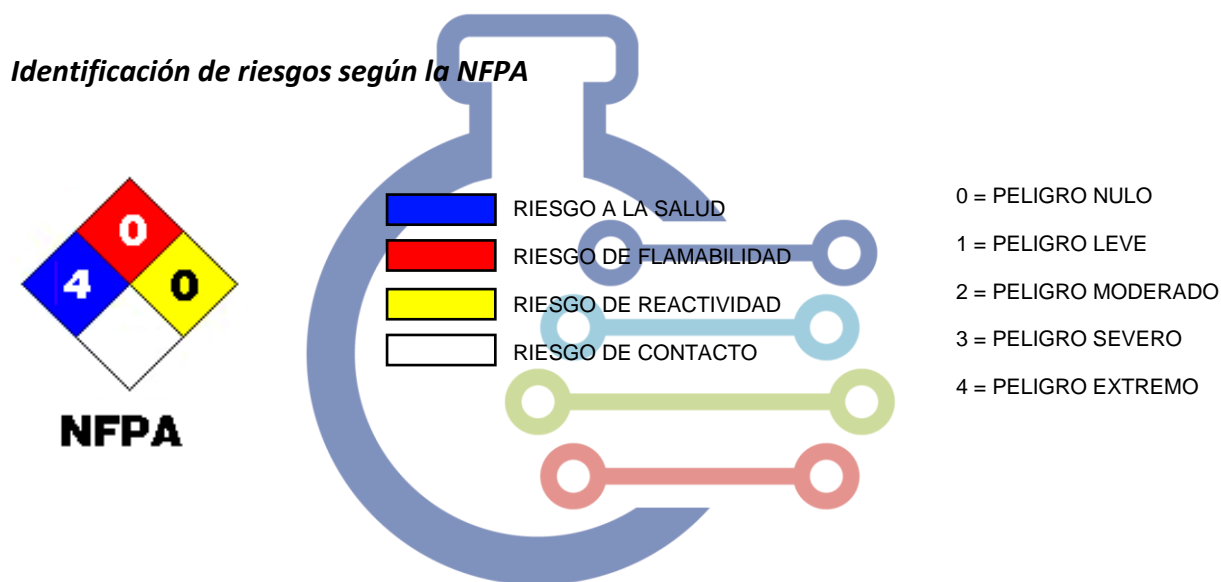 Identificación de riesgos según la NFPA
0
4
0
NFPA
RIESGO A LA SALUD
RIESGO DE FLAMABILIDAD
RIESGO DE REACTIVIDAD
RIESGO DE CONTACTO
0 = PELIGRO NULO
1 = PELIGRO LEVE
2 = PELIGRO MODERADO
3 = PELIGRO SEVERO
4 = PELIGRO EXTREMO